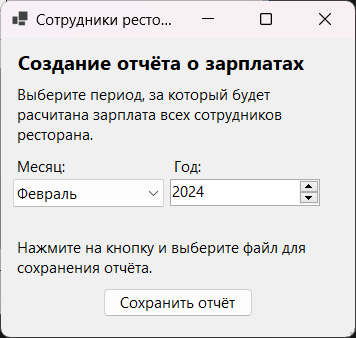 Сотрудники ресто...
Создание отчёта о зарплатах
Выберите период, за который будет
расчитана зарплата всех сотрудников
ресторана.
Месяц: Год:
Февраль 2024
Нажмите на кнопку и выберите файл для
сохранения отчёта.
Сохранить отчёт